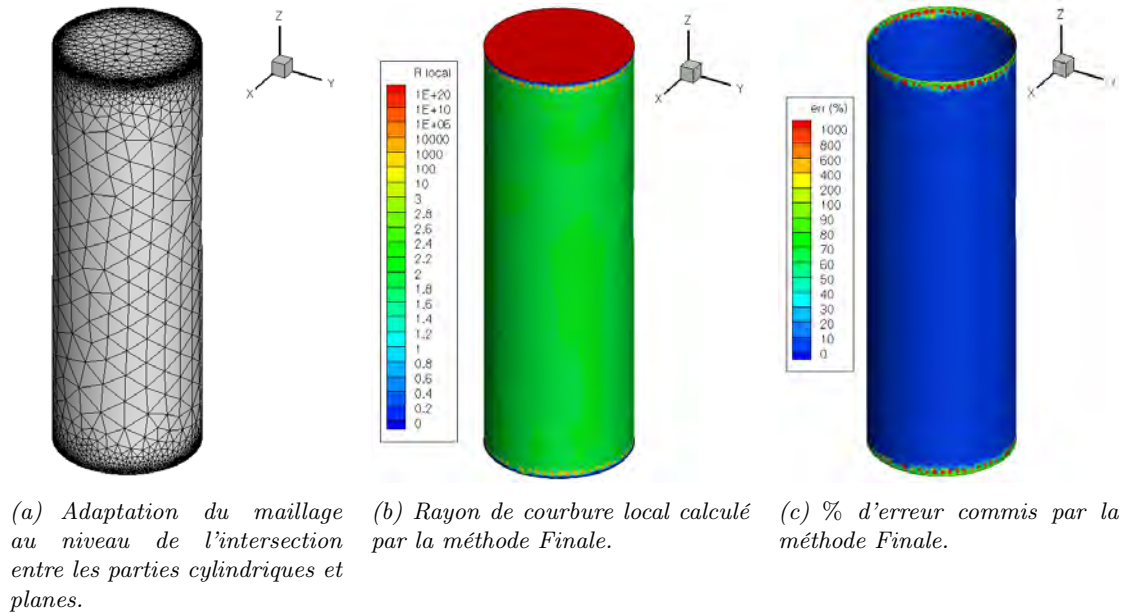 Z
X
Y
R local
1E+20
1E+10
1E+06
10000
1000
100
10
3
2.8
2.6
2.4
2.2
2
1.8
1.6
1.4
1.2
1
0.8
0.6
0.4
0.2
0
Z
X
Y
err (%)
1000
800
600
400
200
100
90
80
70
60
50
40
30
20
10
0
Z
X
Y
(a) Adaptation du maillage
au niveau de l'intersection
entre les parties cylindriques et
planes.
(b) Rayon de courbure local calculé
par la méthode Finale.
(c) % d'erreur commis par la
méthode Finale.